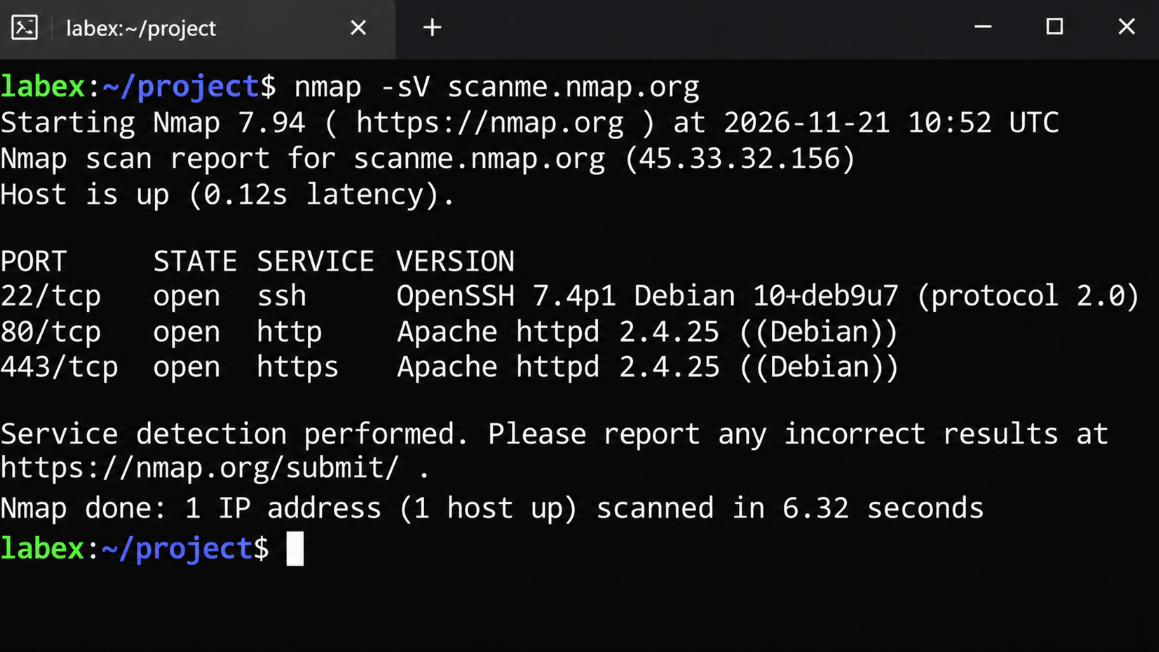 labex:~/project
labex:~/project$ nmap -sV scanme.nmap.org
Starting Nmap 7.94 ( https://nmap.org ) at 2026-11-21 10:52 UTC
Nmap scan report for scanme.nmap.org (45.33.32.156)
Host is up (0.12s latency).
PORT     STATE SERVICE VERSION
22/tcp   open  ssh     OpenSSH 7.4p1 Debian 10+deb9u7 (protocol 2.0)
80/tcp   open  http    Apache httpd 2.4.25 ((Debian))
443/tcp  open  https   Apache httpd 2.4.25 ((Debian))
Service detection performed. Please report any incorrect results at
https://nmap.org/submit/ .
Nmap done: 1 IP address (1 host up) scanned in 6.32 seconds
labex:~/project$